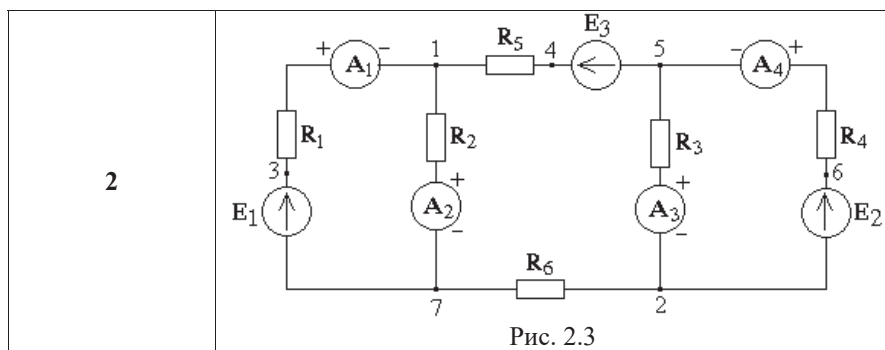 2
E3
+ A1 - 1 R5 4 5 - A4 +
R1 R2 R3 R4
3 6
E1 + A2 - + A3 - E2
R6
7 2
Рис. 2.3